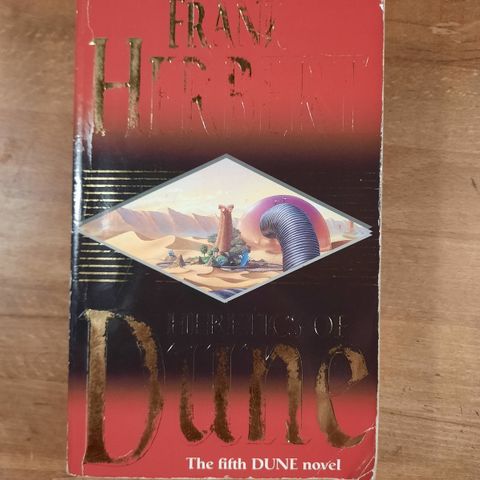 FRANK
HERBERT
HERETICS OF
Dune
The fifth DUNE novel